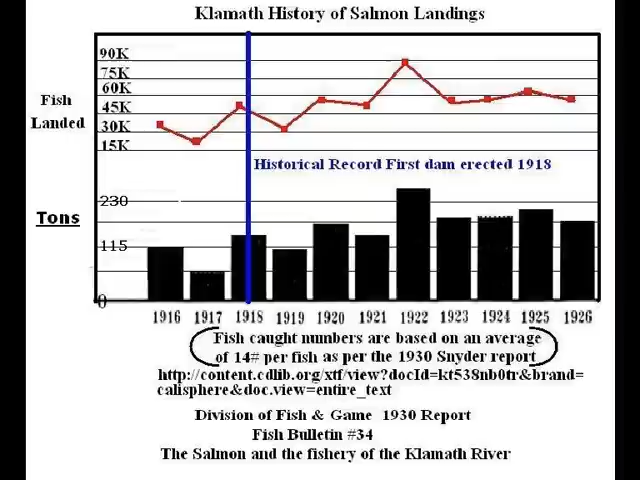 Klamath History of Salmon Landings
90K
75K
60K
45K
30K
15K
Fish
Landed
Historical Record First dam erected 1918
230
Tons
115
0
1916 1917 1918 1919 1920 1921 1922 1923 1924 1925 1926
Fish caught numbers are based on an average
of 14# per fish as per the 1930 Snyder report
http://content.cdlib.org/xtf/view?docId=kt538nb0tr&brand=
calisphere&doc.view=entire_text
Division of Fish & Game 1930 Report
Fish Bulletin #34
The Salmon and the fishery of the Klamath River